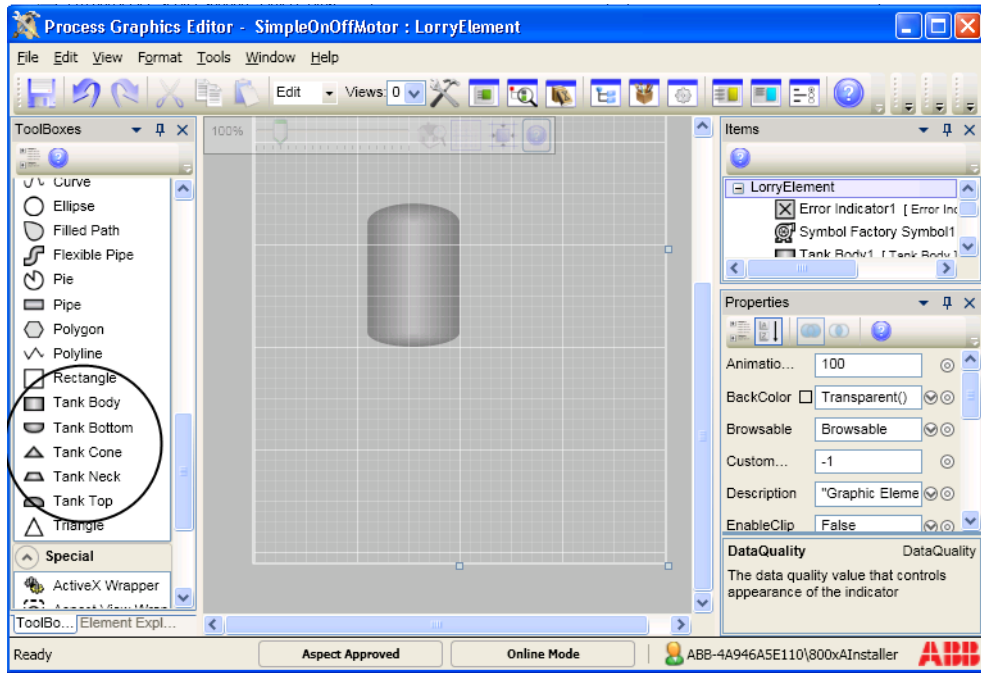 Process Graphics Editor - SimpleOnOffMotor : LorryElement
File Edit View Format Tools Window Help
Edit Views: 0
ToolBoxes
Curve
Ellipse
Filled Path
Flexible Pipe
Pie
Pipe
Polygon
Polyline
Rectangle
Tank Body
Tank Bottom
Tank Cone
Tank Neck
Tank Top
Triangle
Special
ActiveX Wrapper
ToolBo... Element Expl...
100%
Items
LorryElement
Error Indicator1 [ Error Inc
Symbol Factory Symbol1
Tank Body1 [ Tank Body ]
Properties
Animatio... 100
BackColor Transparent()
Browsable Browsable
Custom... -1
Description "Graphic Eleme
EnableClip False
DataQuality DataQuality
The data quality value that controls
appearance of the indicator
Ready Aspect Approved Online Mode ABB-4A946A5E110\800xAInstaller ABB